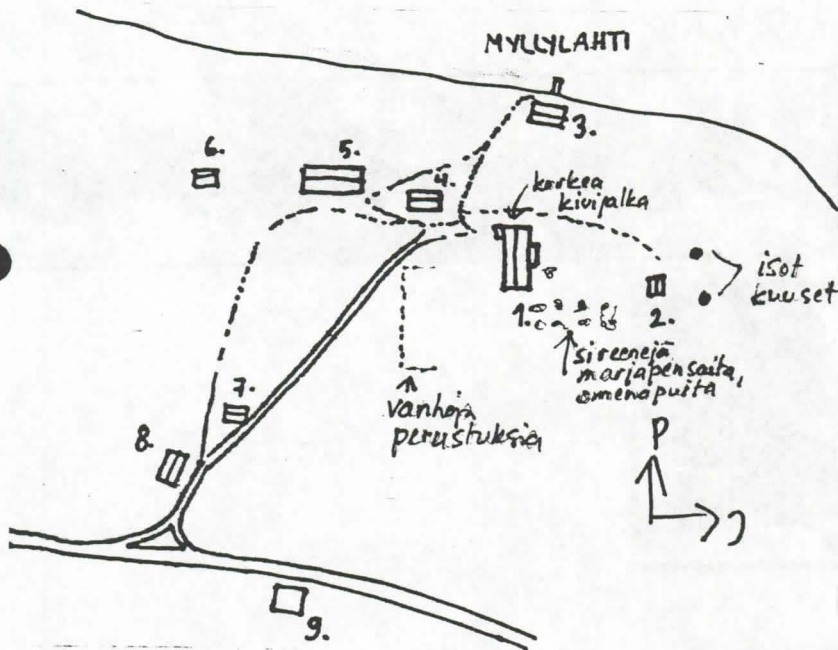 MYLLYLAHTI
3.
6.
5.
4.
korkea
kivijalka
isot
kuuset
1.
2.
sireenejä
marjapensaita,
omenapuita
vanhoja
perustuksia
7.
8.
P
9.